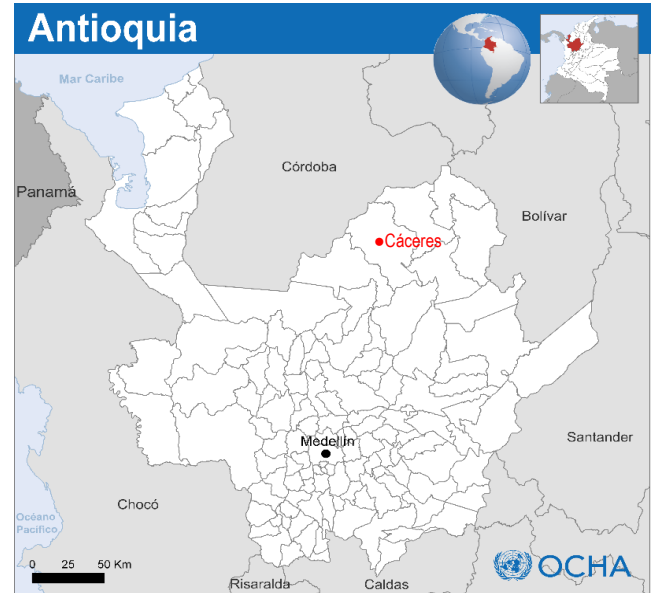 Antioquia
Mar Caribe
Córdoba
Panamá
Bolívar
Cáceres
Santander
Medellín
Chocó
Océano
Pacífico
0 25 50 Km
Risaralda
Caldas
OCHA